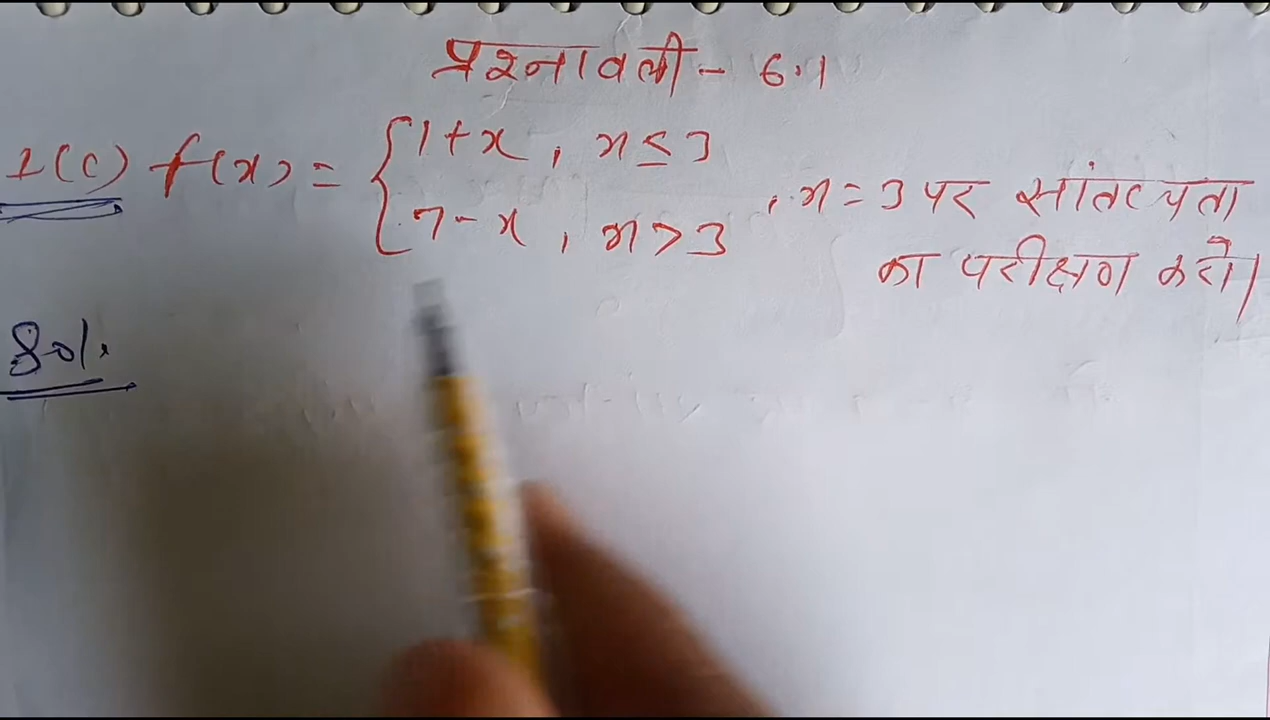 प्रश्नावली - 6.1
1(c) f(x) = { 1+x , x ≤ 3
7-x , x > 3 , x = 3 पर सांतत्यता
का परीक्षण करो।
Sol.